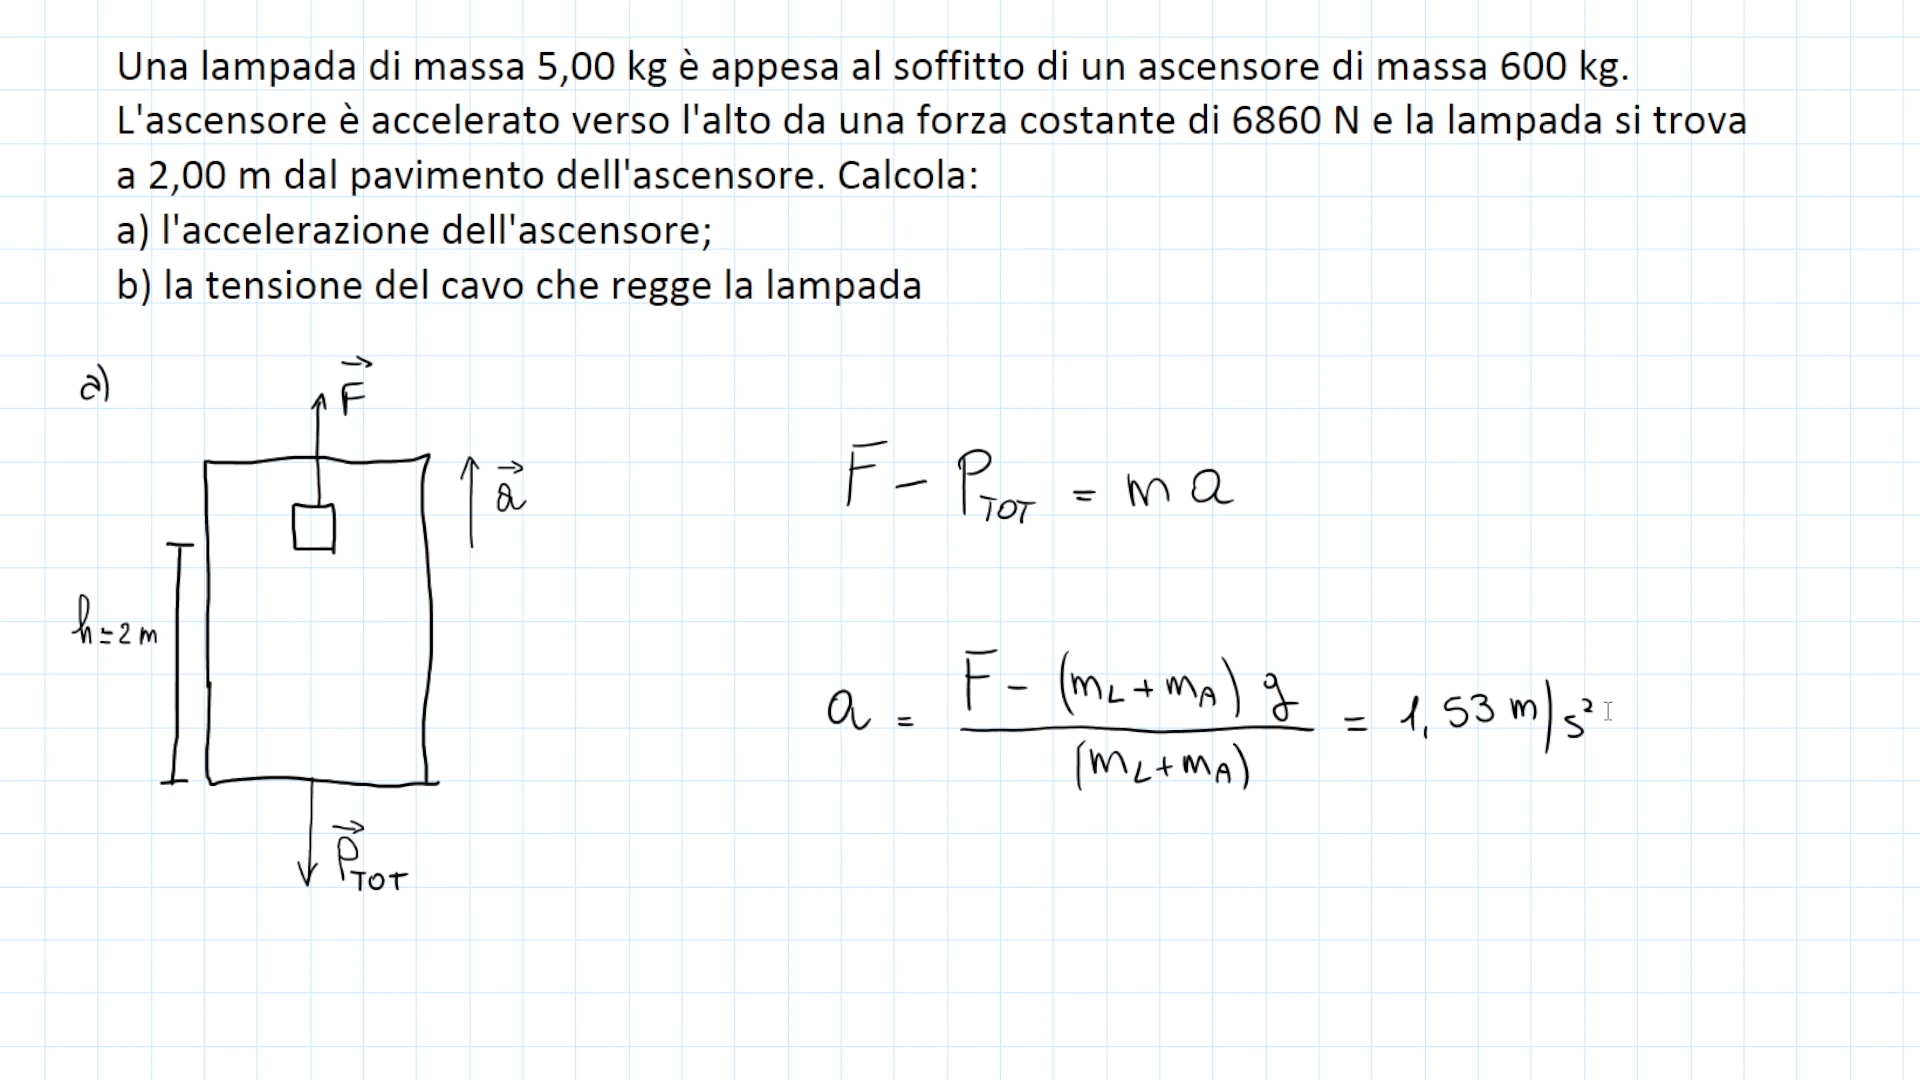 Una lampada di massa 5,00 kg è appesa al soffitto di un ascensore di massa 600 kg.
L'ascensore è accelerato verso l'alto da una forza costante di 6860 N e la lampada si trova
a 2,00 m dal pavimento dell'ascensore. Calcola:
a) l'accelerazione dell'ascensore;
b) la tensione del cavo che regge la lampada
a)
F⃗
a⃗
h = 2 m
P⃗_TOT
F - P_TOT = m a
a = (F - (m_L + m_A) g) / (m_L + m_A) = 1,53 m/s²